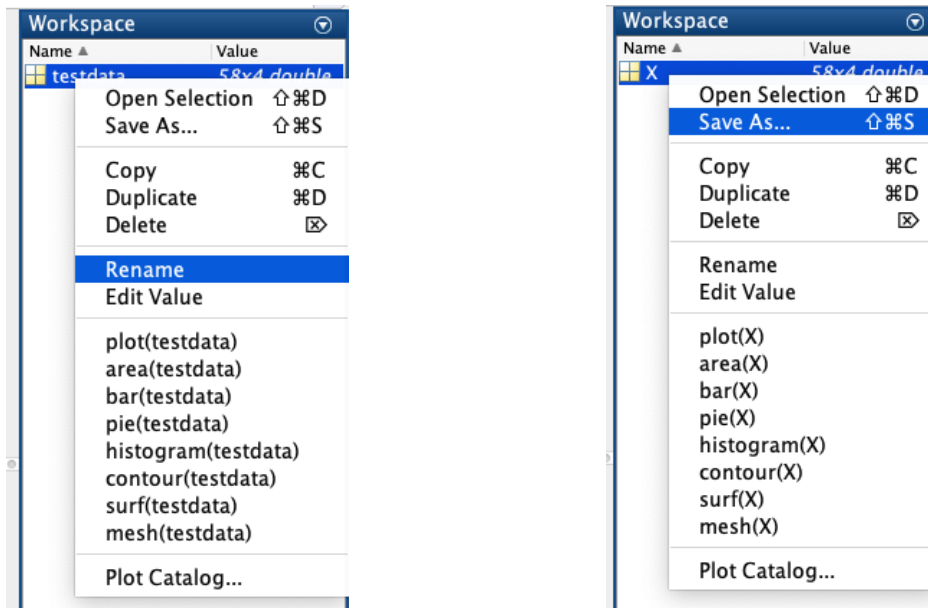 Workspace
Name Value
testdata 58x4 double
Open Selection ⇧⌘D
Save As... ⇧⌘S
Copy ⌘C
Duplicate ⌘D
Delete ⌦
Rename
Edit Value
plot(testdata)
area(testdata)
bar(testdata)
pie(testdata)
histogram(testdata)
contour(testdata)
surf(testdata)
mesh(testdata)
Plot Catalog...
Workspace
Name Value
X 58x4 double
Open Selection ⇧⌘D
Save As... ⇧⌘S
Copy ⌘C
Duplicate ⌘D
Delete ⌦
Rename
Edit Value
plot(X)
area(X)
bar(X)
pie(X)
histogram(X)
contour(X)
surf(X)
mesh(X)
Plot Catalog...